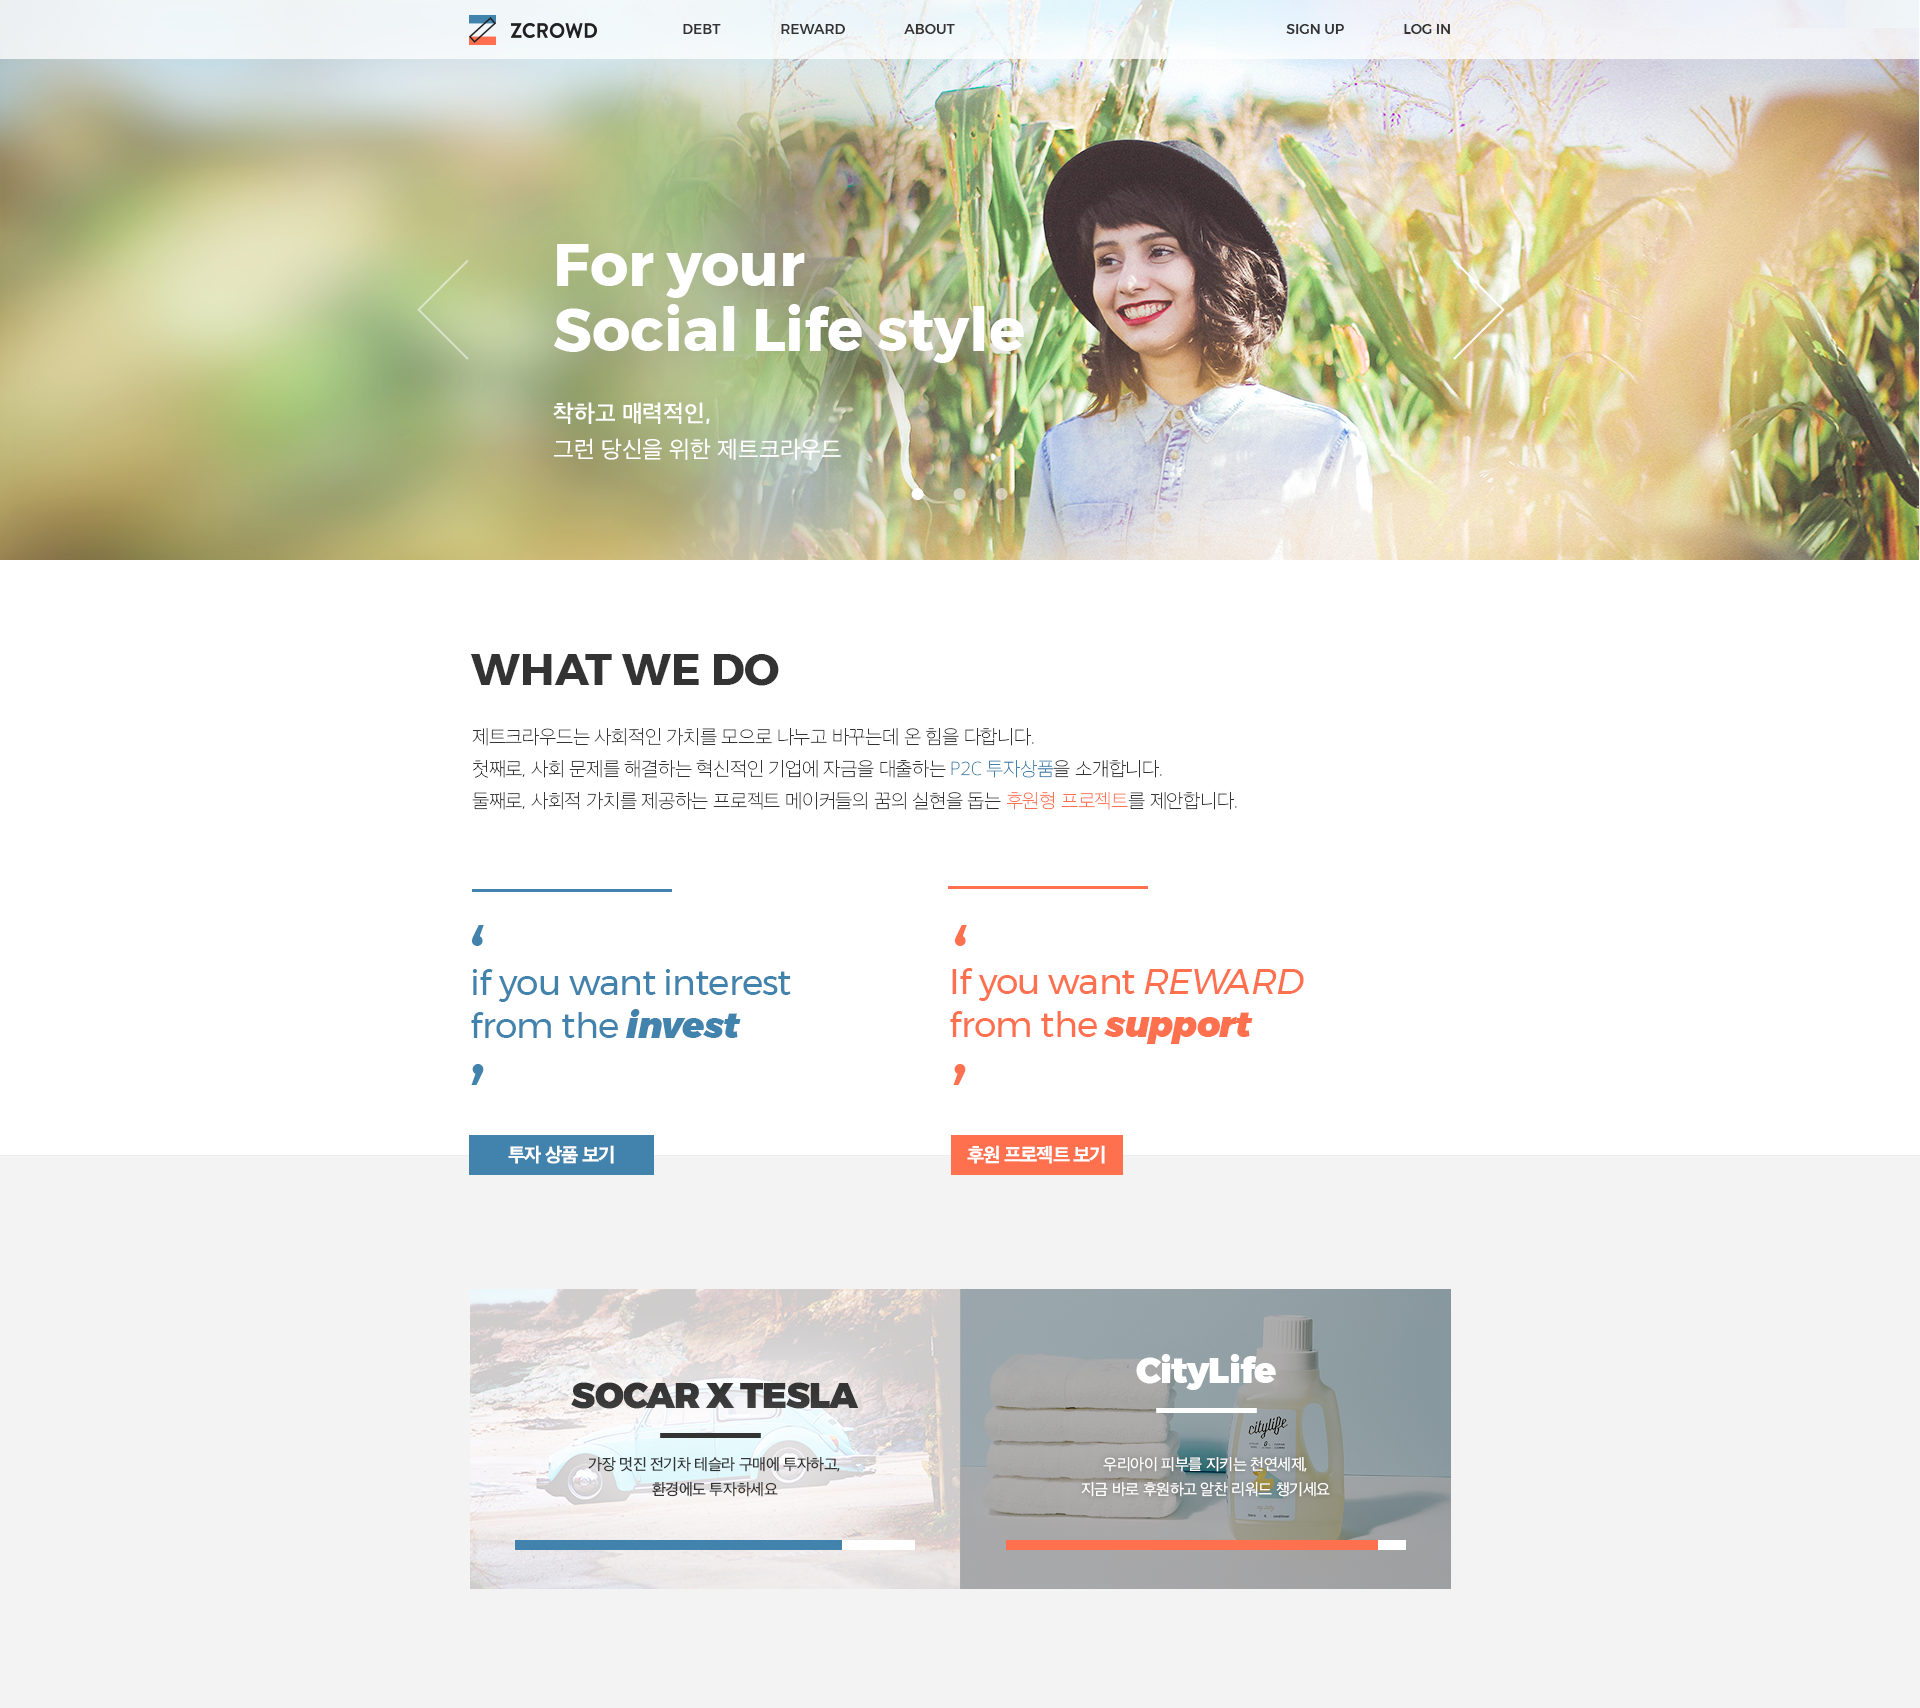 ZCROWD DEBT REWARD ABOUT SIGN UP LOG IN
For your
Social Life style
착하고 매력적인,
그런 당신을 위한 제트크라우드
WHAT WE DO
제트크라우드는 사회적인 가치를 모으로 나누고 바꾸는데 온 힘을 다합니다.
첫째로, 사회 문제를 해결하는 혁신적인 기업에 자금을 대출하는 P2C 투자상품을 소개합니다.
둘째로, 사회적 가치를 제공하는 프로젝트 메이커들의 꿈의 실현을 돕는 후원형 프로젝트를 제안합니다.
‘
if you want interest
from the invest
’
투자 상품 보기
‘
If you want REWARD
from the support
’
후원 프로젝트 보기
SOCAR X TESLA
가장 멋진 전기차 테슬라 구매에 투자하고,
환경에도 투자하세요
CityLife
citylife
우리아이 피부를 지키는 천연세제,
지금 바로 후원하고 알찬 리워드 챙기세요